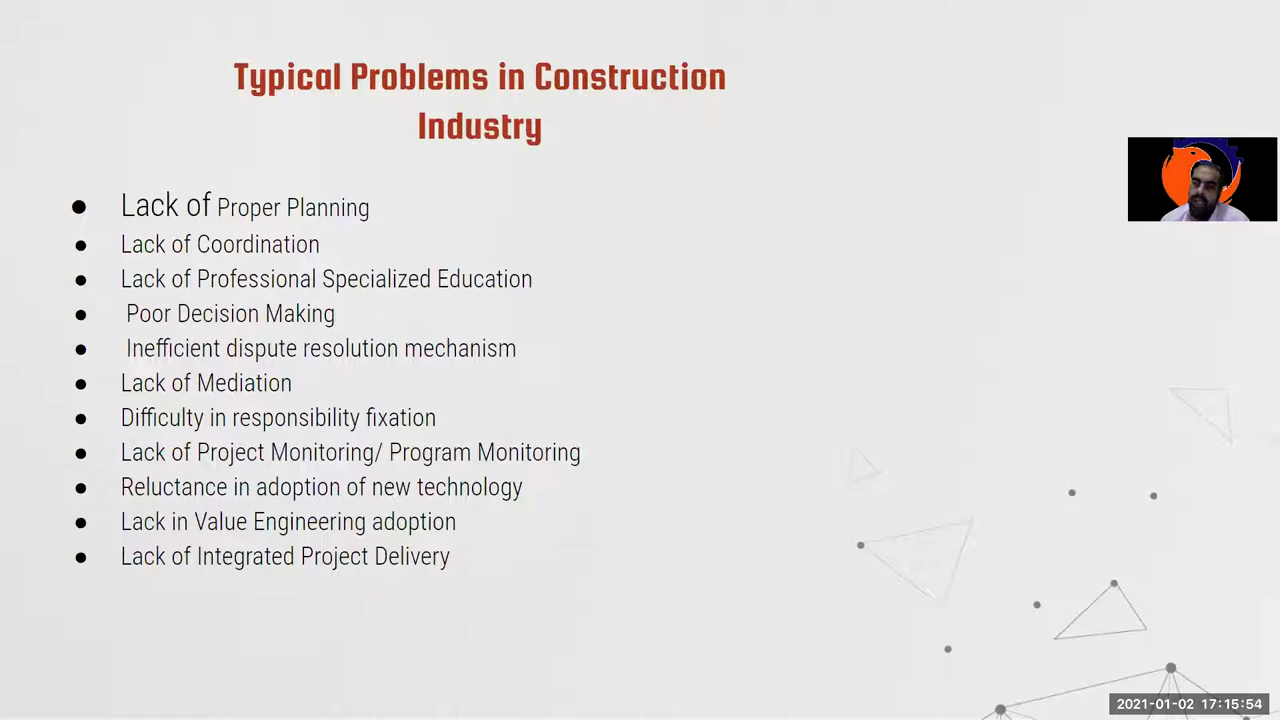 Typical Problems in Construction
Industry
● Lack of Proper Planning
● Lack of Coordination
● Lack of Professional Specialized Education
● Poor Decision Making
● Inefficient dispute resolution mechanism
● Lack of Mediation
● Difficulty in responsibility fixation
● Lack of Project Monitoring/ Program Monitoring
● Reluctance in adoption of new technology
● Lack in Value Engineering adoption
● Lack of Integrated Project Delivery
2021-01-02 17:15:54